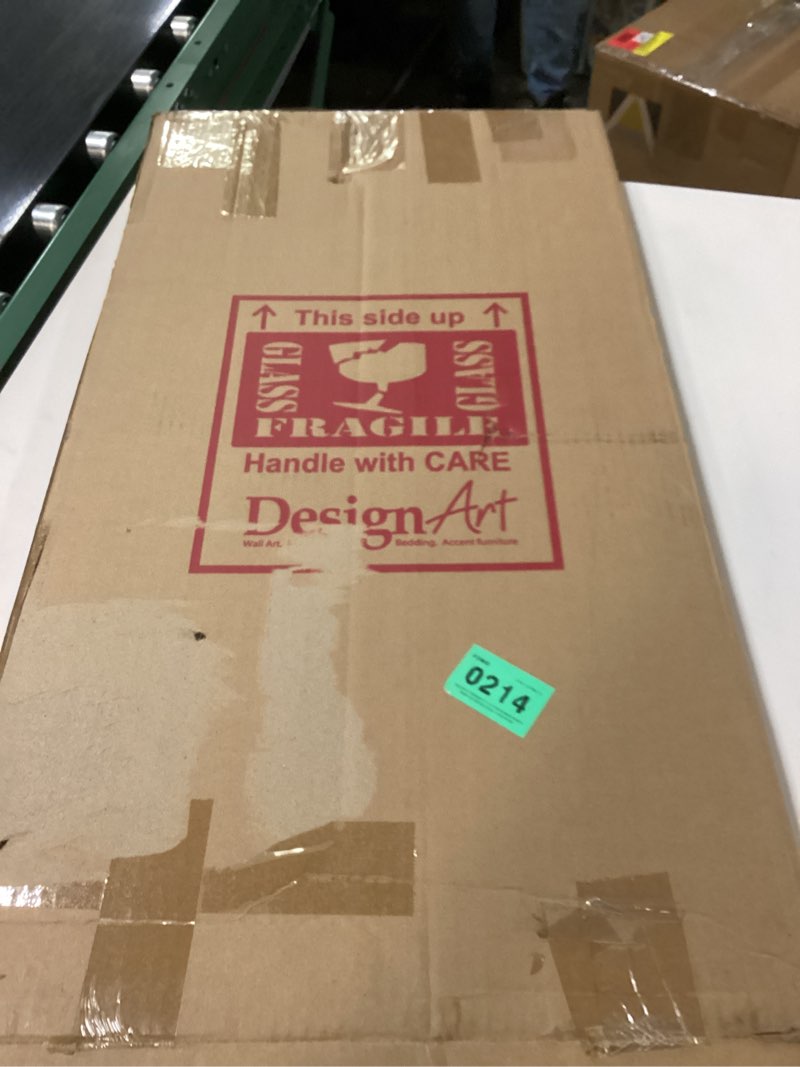 This side up
GLASS
GLASS
FRAGILE
Handle with CARE
DesignArt
Wall Art. Bedding. Accent furniture
0214